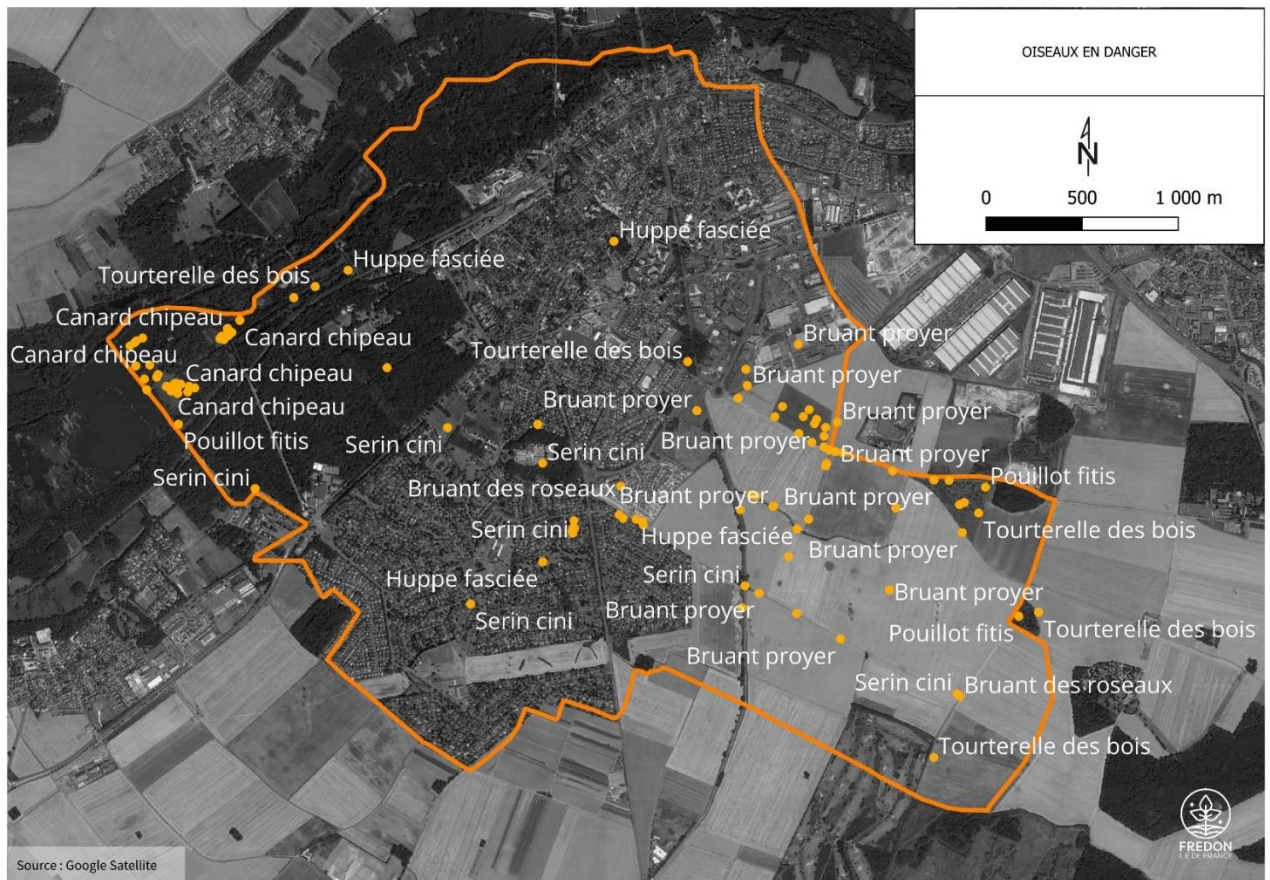 OISEAUX EN DANGER
N
0 500 1 000 m
Huppe fasciée
Huppe fasciée
Tourterelle des bois
Canard chipeau
Canard chipeau
Bruant proyer
Canard chipeau
Tourterelle des bois
Canard chipeau
Bruant proyer
Canard chipeau
Bruant proyer
Bruant proyer
Pouillot fitis
Serin cini
Bruant proyer
Serin cini
Bruant proyer
Serin cini
Pouillot fitis
Bruant des roseaux
Bruant proyer
Bruant proyer
Serin cini
Huppe fasciée
Tourterelle des bois
Bruant proyer
Huppe fasciée
Serin cini
Bruant proyer
Serin cini
Bruant proyer
Pouillot fitis
Tourterelle des bois
Bruant proyer
Serin cini
Bruant des roseaux
Tourterelle des bois
Source : Google Satellite
FREDON
ILE DE FRANCE